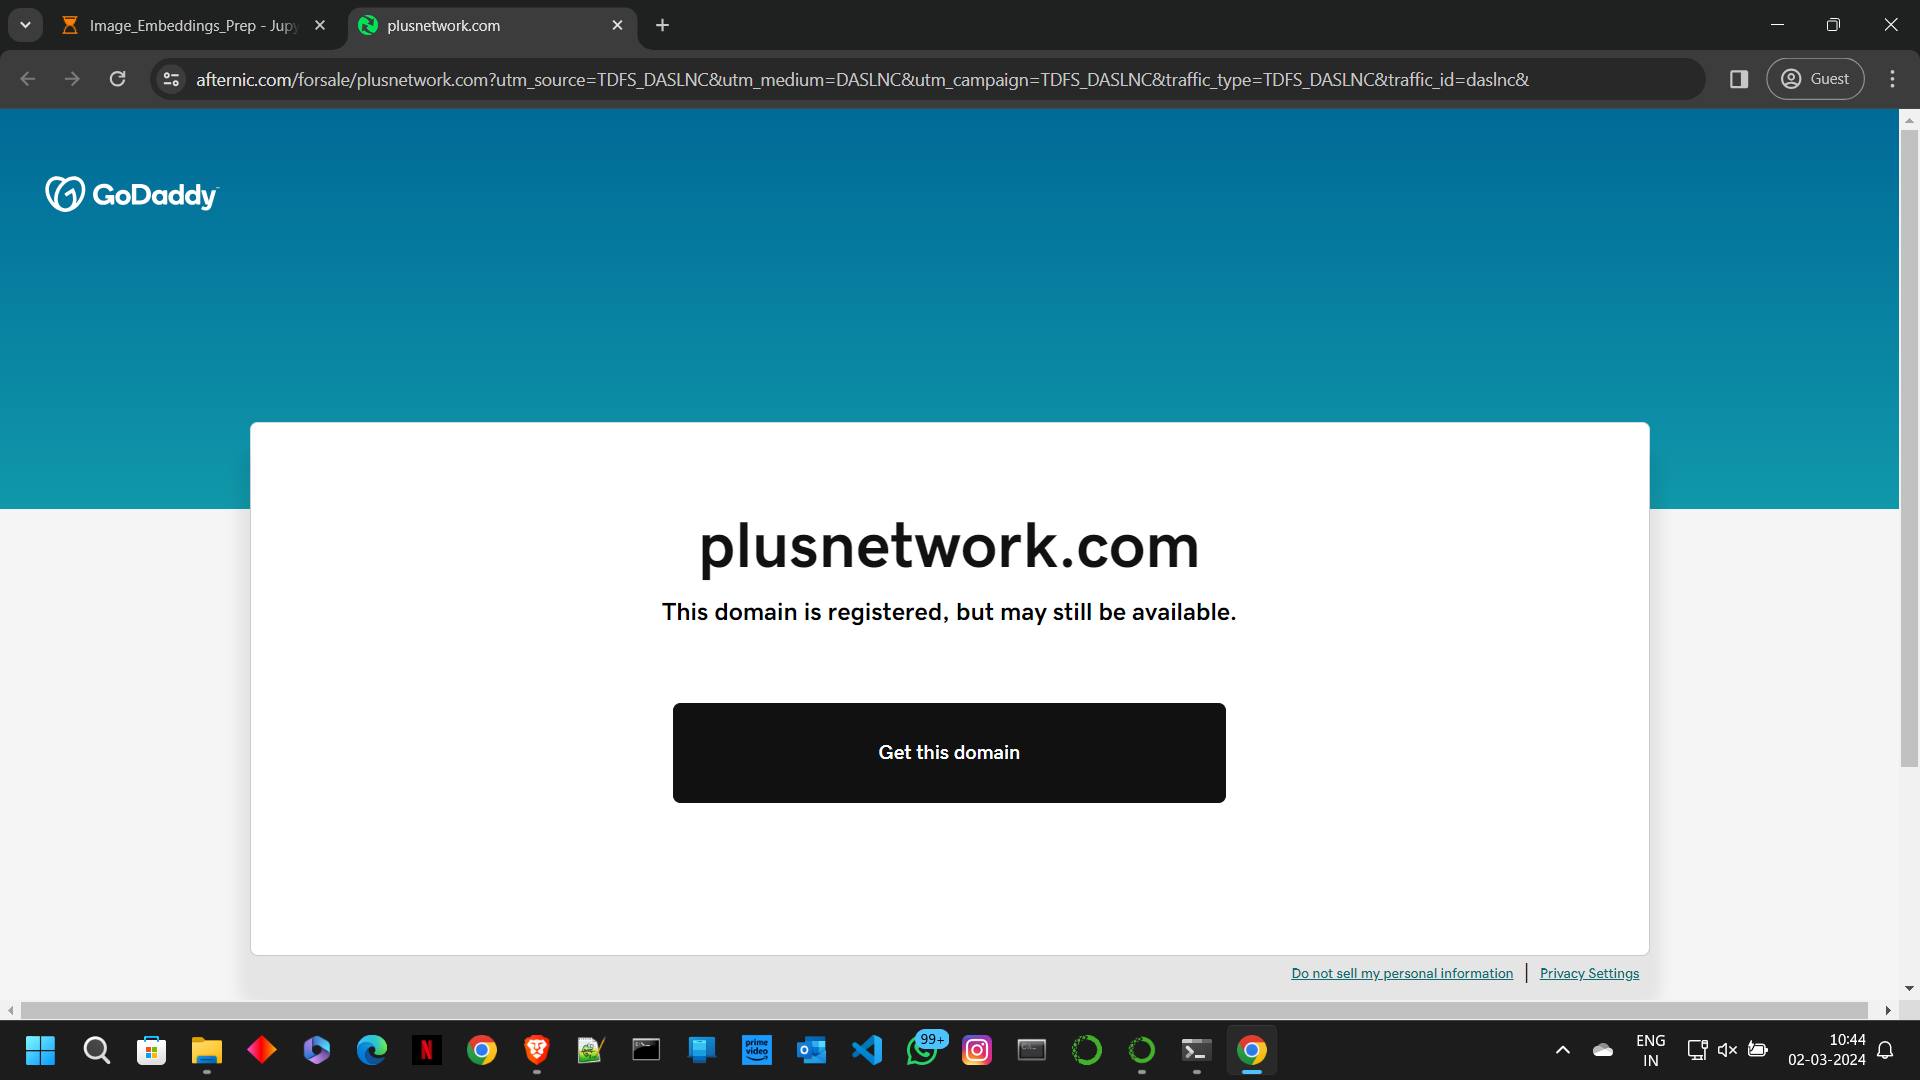 Image_Embeddings_Prep - Jupy
plusnetwork.com
afternic.com/forsale/plusnetwork.com?utm_source=TDFS_DASLNC&utm_medium=DASLNC&utm_campaign=TDFS_DASLNC&traffic_type=TDFS_DASLNC&traffic_id=daslnc&
Guest
GoDaddy
plusnetwork.com
This domain is registered, but may still be available.
Get this domain
Do not sell my personal information
Privacy Settings
prime video
99+
ENG
IN
10:44
02-03-2024